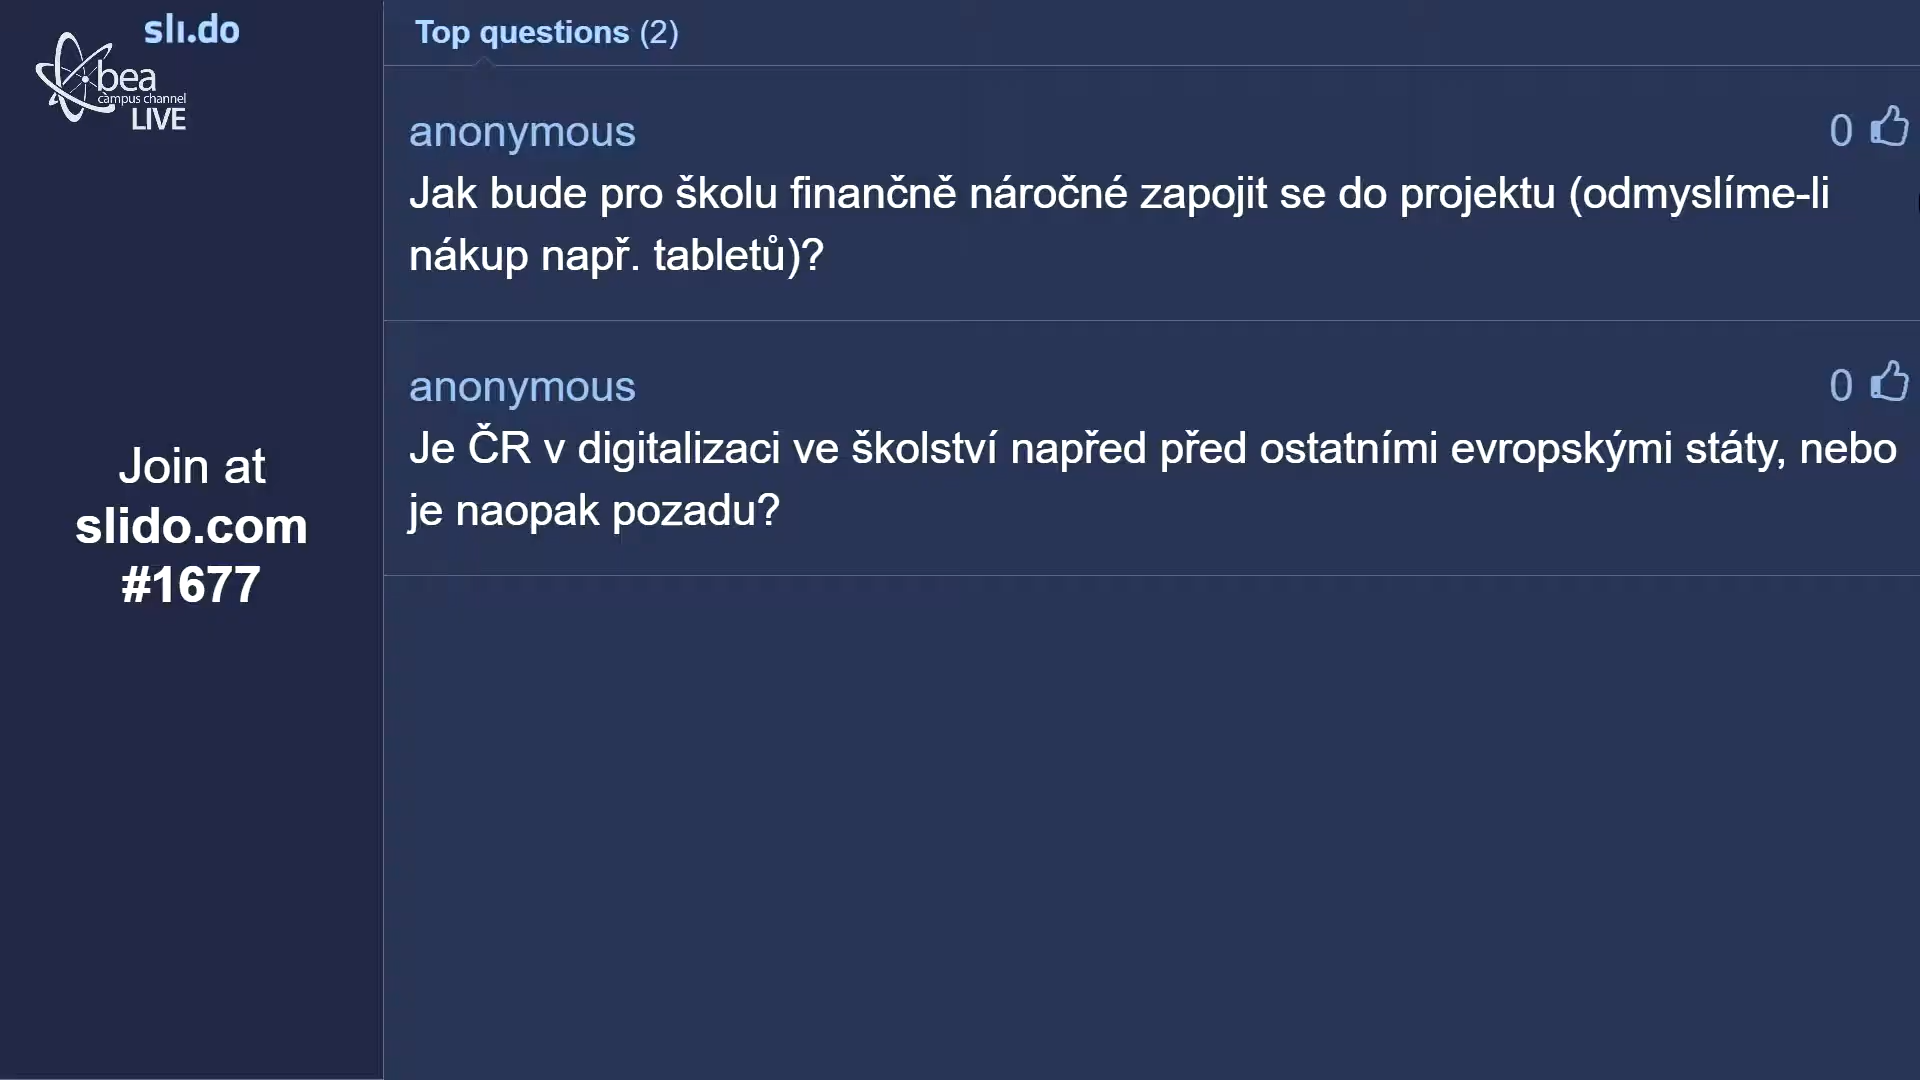 sli.do
bea
campus channel
LIVE
Join at
slido.com
#1677
Top questions (2)
anonymous
0
Jak bude pro školu finančně náročné zapojit se do projektu (odmyslíme-li
nákup např. tabletů)?
anonymous
0
Je ČR v digitalizaci ve školství napřed před ostatními evropskými státy, nebo
je naopak pozadu?